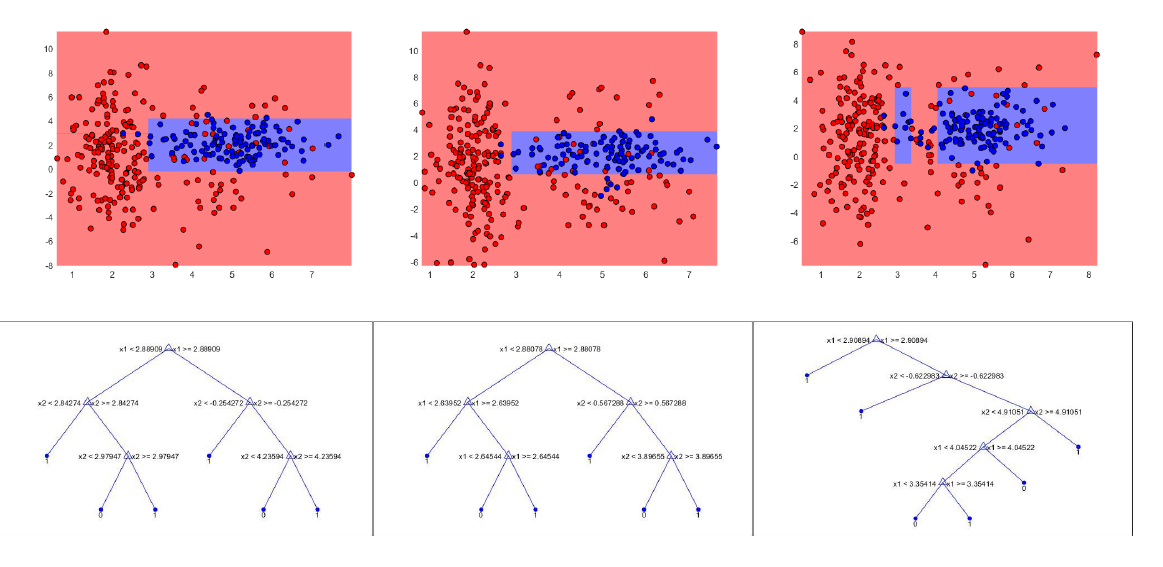 10
8
6
4
2
0
-2
-4
-6
-8
1 2 3 4 5 6 7
10
8
6
4
2
0
-2
-4
-6
1 2 3 4 5 6 7
8
6
4
2
0
-2
-4
-6
1 2 3 4 5 6 7 8
x1 < 2.88909 x1 >= 2.88909
x2 < 2.84274 x2 >= 2.84274 x2 < -0.254272 x2 >= -0.254272
1 x2 < 2.97947 x2 >= 2.97947 1 x2 < 4.23594 x2 >= 4.23594
0 1 0 1
x1 < 2.88078 x1 >= 2.88078
x1 < 2.63952 x1 >= 2.63952 x2 < 0.567288 x2 >= 0.567288
1 x1 < 2.64544 x1 >= 2.64544 1 x2 < 3.89655 x2 >= 3.89655
0 1 0 1
x1 < 2.90894 x1 >= 2.90894
1 x2 < -0.622983 x2 >= -0.622983
1 x2 < 4.91051 x2 >= 4.91051
x1 < 4.04522 x1 >= 4.04522 1
x1 < 3.35414 x1 >= 3.35414 0
0 1